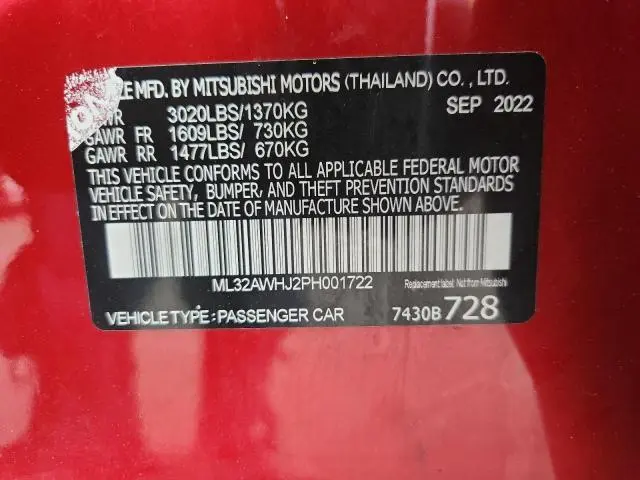 MFD. BY MITSUBISHI MOTORS (THAILAND) CO., LTD.
3020LBS/1370KG
SEP 2022
GAWR FR 1609LBS/ 730KG
GAWR RR 1477LBS/ 670KG
THIS VEHICLE CONFORMS TO ALL APPLICABLE FEDERAL MOTOR
VEHICLE SAFETY, BUMPER, AND THEFT PREVENTION STANDARDS
IN EFFECT ON THE DATE OF MANUFACTURE SHOWN ABOVE.
ML32AWHJ2PH001722
Replacement label: Not from Mitsubishi
VEHICLE TYPE: PASSENGER CAR
7430B 728